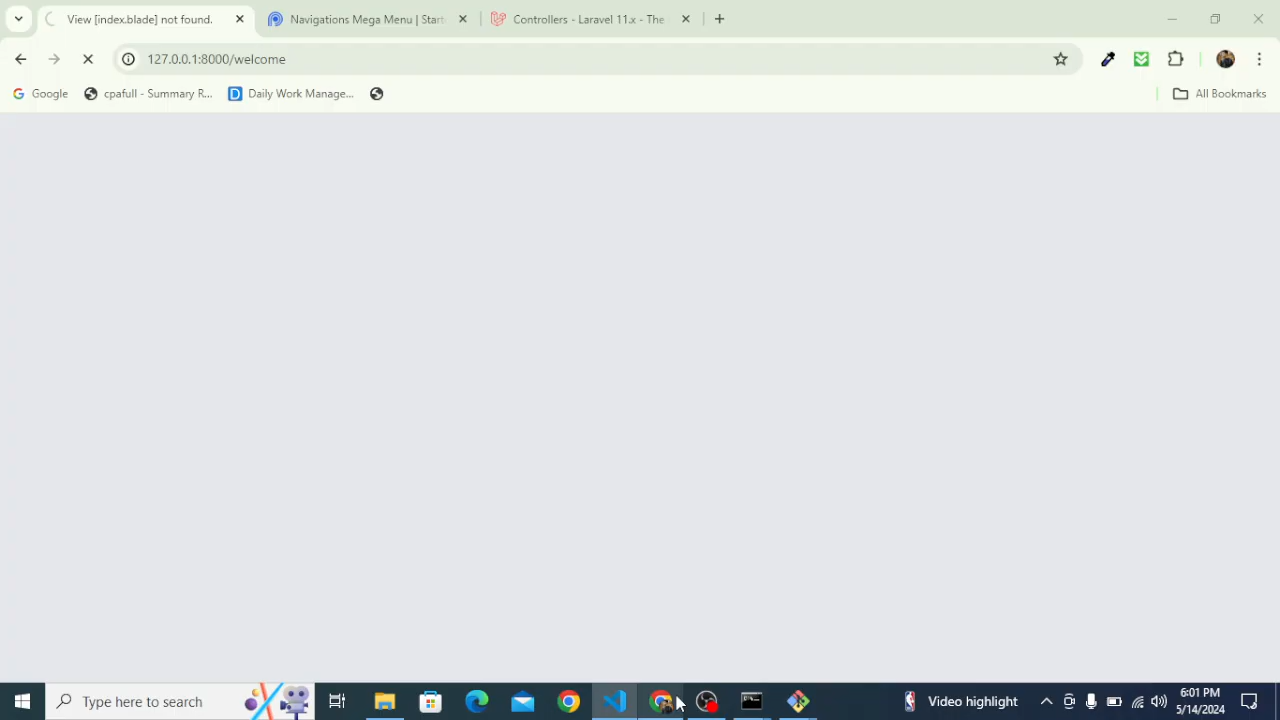 View [index.blade] not found.
Navigations Mega Menu | Start
Controllers - Laravel 11.x - The
127.0.0.1:8000/welcome
Google
cpafull - Summary R...
Daily Work Manage...
All Bookmarks
Type here to search
Video highlight
6:01 PM
5/14/2024